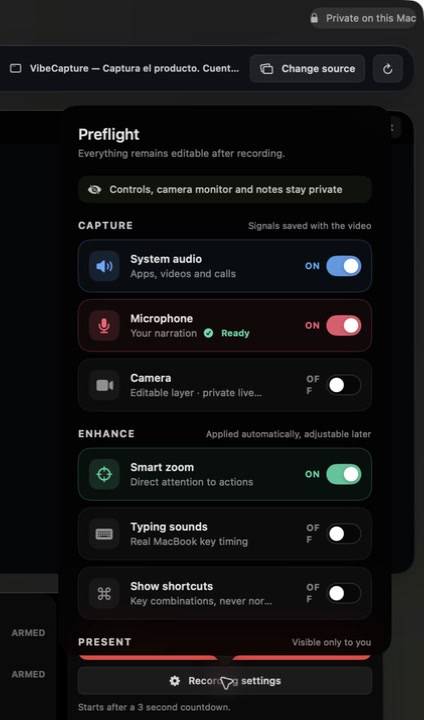 Private on this Mac
VibeCapture — Captura el producto. Cuent...
Change source
Preflight
Everything remains editable after recording.
Controls, camera monitor and notes stay private
CAPTURE
Signals saved with the video
System audio
Apps, videos and calls
ON
Microphone
Your narration
Ready
ON
Camera
Editable layer · private live...
OF
F
ENHANCE
Applied automatically, adjustable later
Smart zoom
Direct attention to actions
ON
Typing sounds
Real MacBook key timing
OF
F
Show shortcuts
Key combinations, never nor...
OF
F
PRESENT
Visible only to you
ARMED
ARMED
Recording settings
Starts after a 3 second countdown.